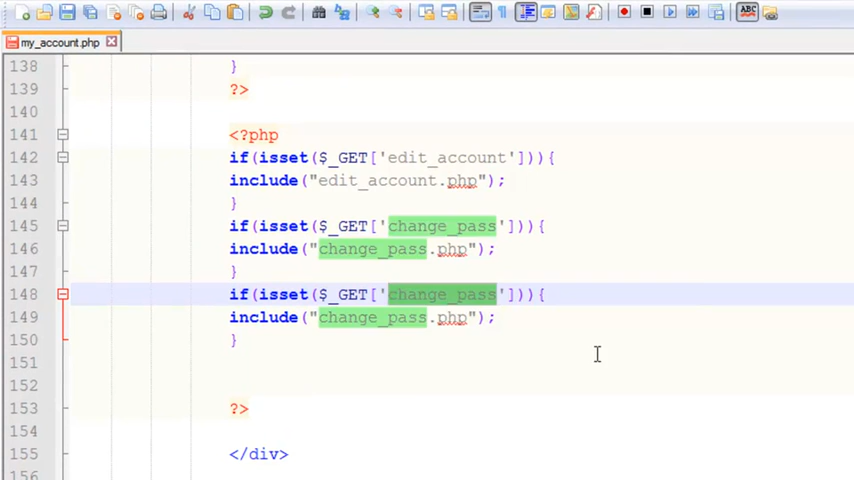 my_account.php
138 }
139 ?>
140
141 <?php
142 if(isset($_GET['edit_account'])){
143 include("edit_account.php");
144 }
145 if(isset($_GET['change_pass'])){
146 include("change_pass.php");
147 }
148 if(isset($_GET['change_pass'])){
149 include("change_pass.php");
150 }
151
152
153 ?>
154
155 </div>
156